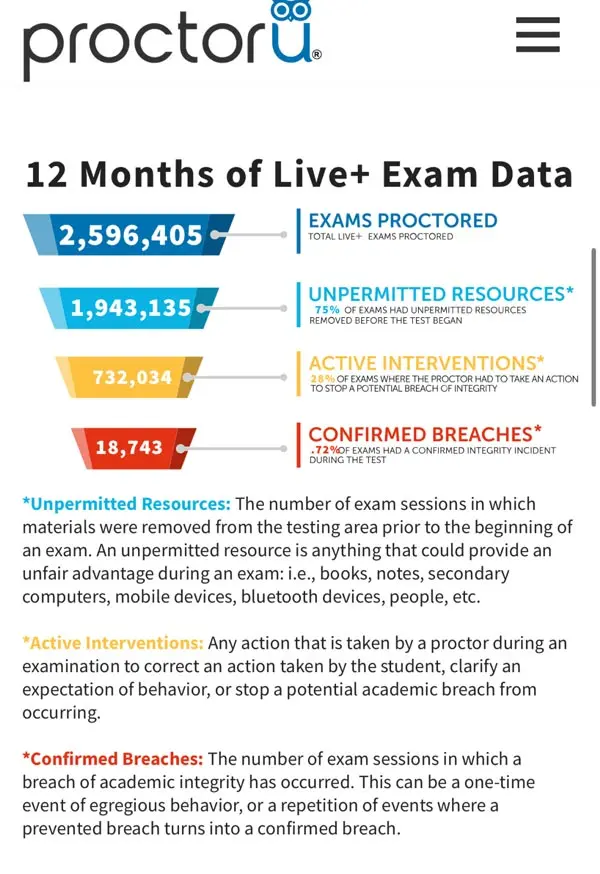 proctoru®
12 Months of Live+ Exam Data
2,596,405
EXAMS PROCTORED
TOTAL LIVE+ EXAMS PROCTORED
1,943,135
UNPERMITTED RESOURCES*
75% OF EXAMS HAD UNPERMITTED RESOURCES
REMOVED BEFORE THE TEST BEGAN
732,034
ACTIVE INTERVENTIONS*
28% OF EXAMS WHERE THE PROCTOR HAD TO TAKE AN ACTION
TO STOP A POTENTIAL BREACH OF INTEGRITY
18,743
CONFIRMED BREACHES*
.72% OF EXAMS HAD A CONFIRMED INTEGRITY INCIDENT
DURING THE TEST
*Unpermitted Resources: The number of exam sessions in which
materials were removed from the testing area prior to the beginning of
an exam. An unpermitted resource is anything that could provide an
unfair advantage during an exam: i.e., books, notes, secondary
computers, mobile devices, bluetooth devices, people, etc.
*Active Interventions: Any action that is taken by a proctor during an
examination to correct an action taken by the student, clarify an
expectation of behavior, or stop a potential academic breach from
occurring.
*Confirmed Breaches: The number of exam sessions in which a
breach of academic integrity has occurred. This can be a one-time
event of egregious behavior, or a repetition of events where a
prevented breach turns into a confirmed breach.